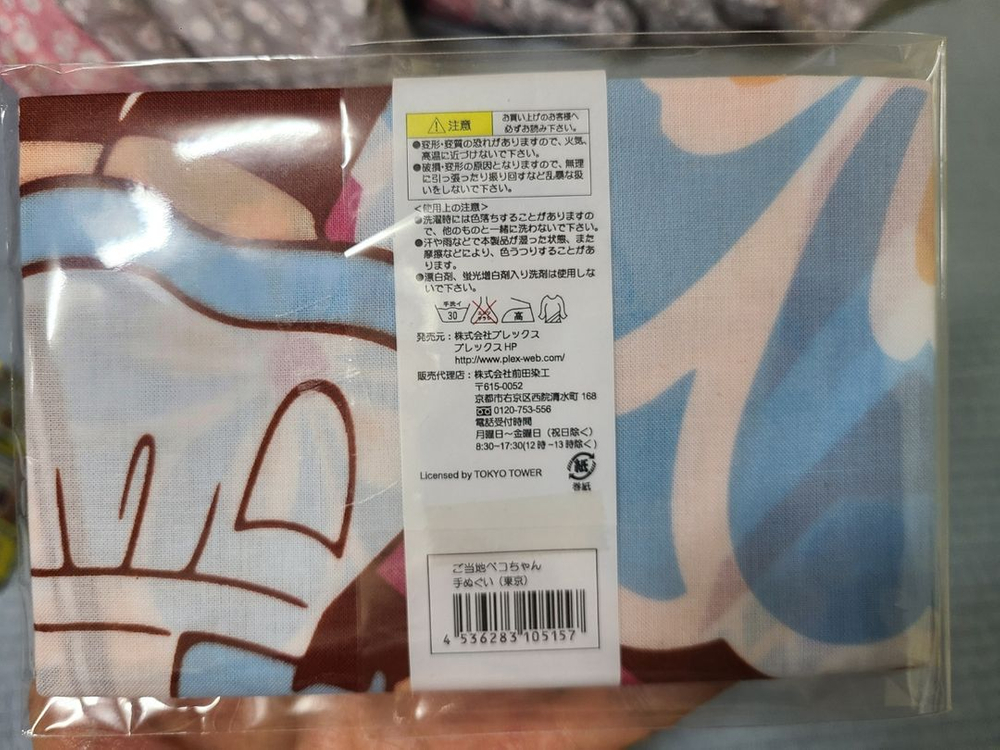 ⚠注意 お買い上げのお客様へ
必ずお読み下さい。
●変形・変質の恐れがありますので、火気、
高温に近づけないで下さい。
●破損・変形の原因となりますので、無理
に引っ張ったり振り回すなど乱暴な扱
いをしないで下さい。
<使用上の注意>
●洗濯時には色落ちすることがありますの
で、他のものと一緒に洗わないで下さい。
●汗や雨などで本製品が湿った状態、また
摩擦などにより、色うつりすることがあ
ります。
●漂白剤、蛍光増白剤入り洗剤は使用しな
いで下さい。
手洗イ
30 高
発売元:株式会社プレックス
プレックスHP
http://www.plex-web.com/
販売代理店:株式会社前田染工
〒615-0052
京都市右京区西院清水町 168
0120-753-556
電話受付時間
月曜日～金曜日(祝日除く)
8:30-17:30(12時-13時除く)
Licensed by TOKYO TOWER
紙
巻紙
ご当地ペコちゃん
手ぬぐい(東京)
4 536283 105157